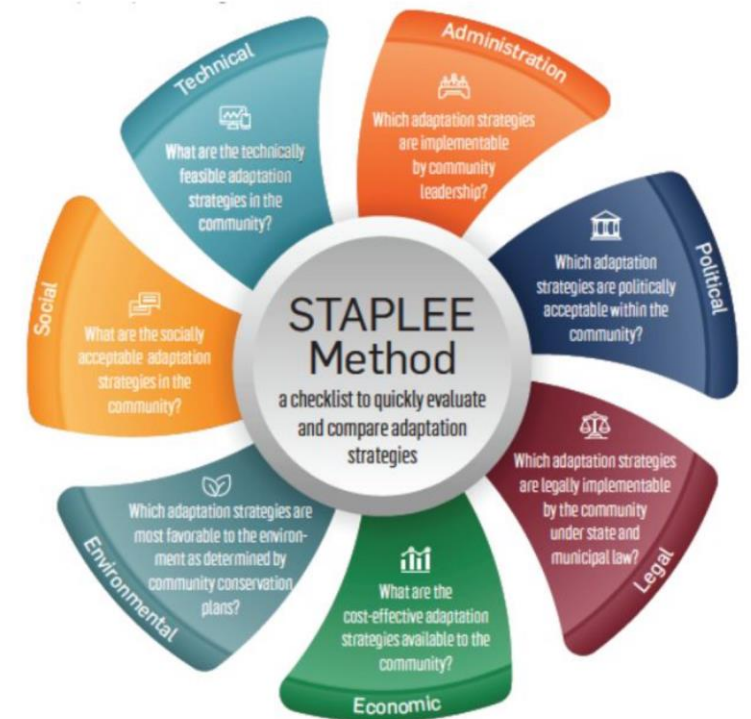 STAPLEE
Method
a checklist to quickly evaluate
and compare adaptation
strategies
Social
What are the socially
acceptable adaptation
strategies in the
community?
Technical
What are the technically
feasible adaptation
strategies in the
community?
Administration
Which adaptation strategies
are implementable
by community
leadership?
Political
Which adaptation
strategies are politically
acceptable within the
community?
Legal
Which adaptation strategies
are legally implementable
by the community
under state and
municipal law?
Economic
What are the
cost-effective adaptation
strategies available to the
community?
Environmental
Which adaptation strategies are
most favorable to the environ-
ment as determined by
community conservation
plans?